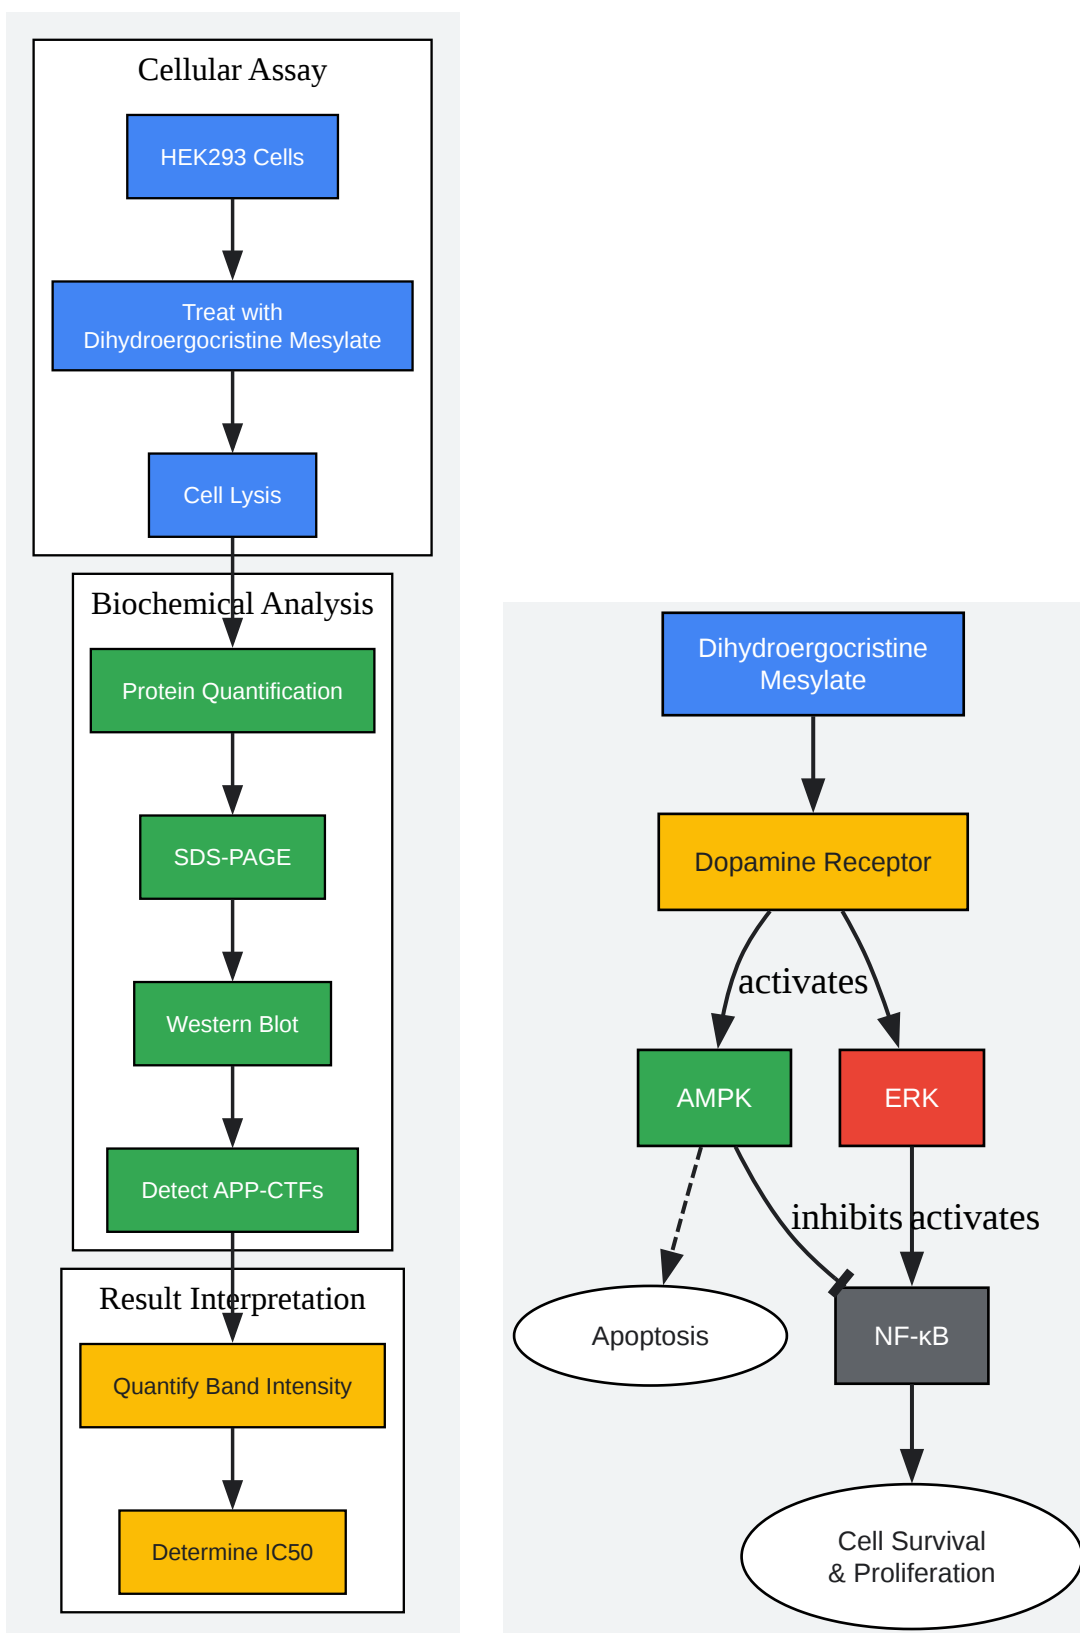 Cellular Assay
HEK293 Cells
Treat with
Dihydroergocristine Mesylate
Cell Lysis
Biochemical Analysis
Protein Quantification
SDS-PAGE
Western Blot
Detect APP-CTFs
Result Interpretation
Quantify Band Intensity
Determine IC50
Dihydroergocristine
Mesylate
Dopamine Receptor
activates
AMPK
ERK
inhibits
activates
Apoptosis
NF-κB
Cell Survival
& Proliferation